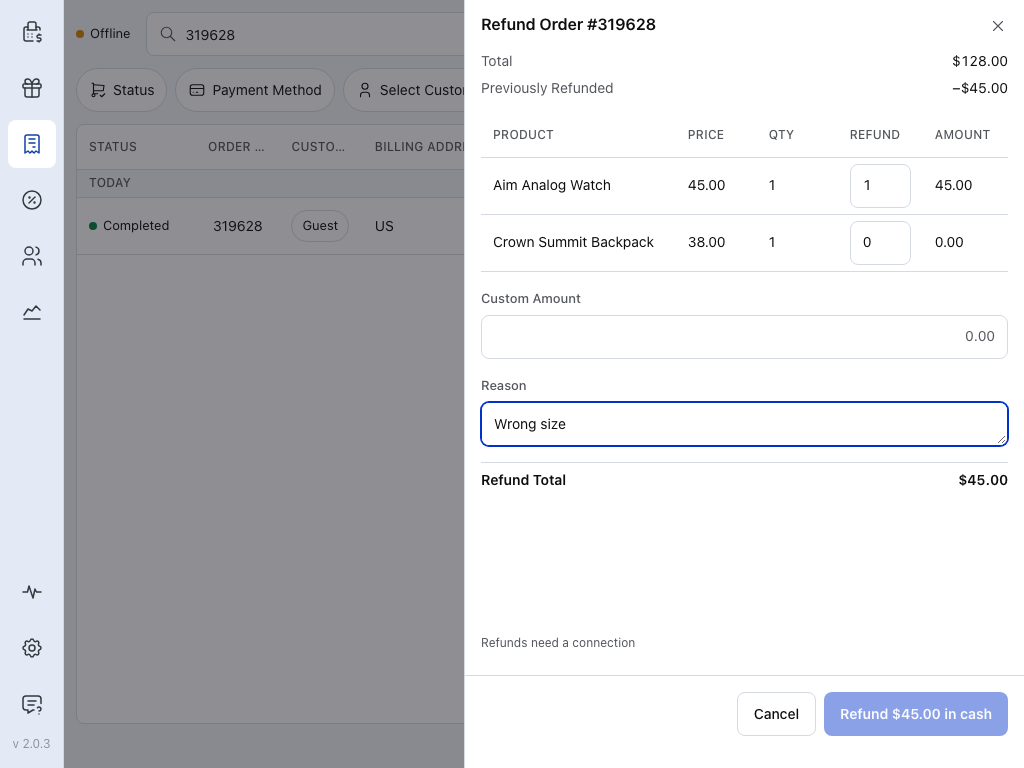 Offline
319628
Status
Payment Method
Select Custo
STATUS
ORDER ...
CUSTO...
BILLING ADDR
TODAY
Completed
319628
Guest
US
v 2.0.3
Refund Order #319628
Total
$128.00
Previously Refunded
–$45.00
PRODUCT
PRICE
QTY
REFUND
AMOUNT
Aim Analog Watch
45.00
1
1
45.00
Crown Summit Backpack
38.00
1
0
0.00
Custom Amount
0.00
Reason
Wrong size
Refund Total
$45.00
Refunds need a connection
Cancel
Refund $45.00 in cash